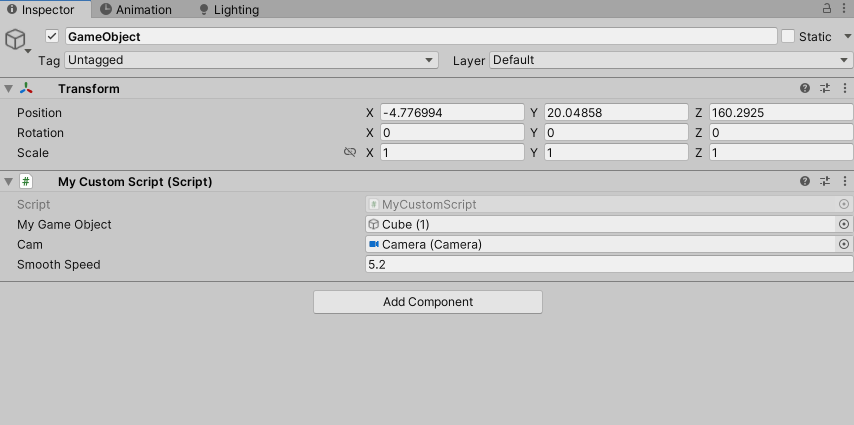 Inspector Animation Lighting
GameObject Static
Tag Untagged Layer Default
Transform
Position X -4.776994 Y 20.04858 Z 160.2925
Rotation X 0 Y 0 Z 0
Scale X 1 Y 1 Z 1
# My Custom Script (Script)
Script # MyCustomScript
My Game Object Cube (1)
Cam Camera (Camera)
Smooth Speed 5.2
Add Component